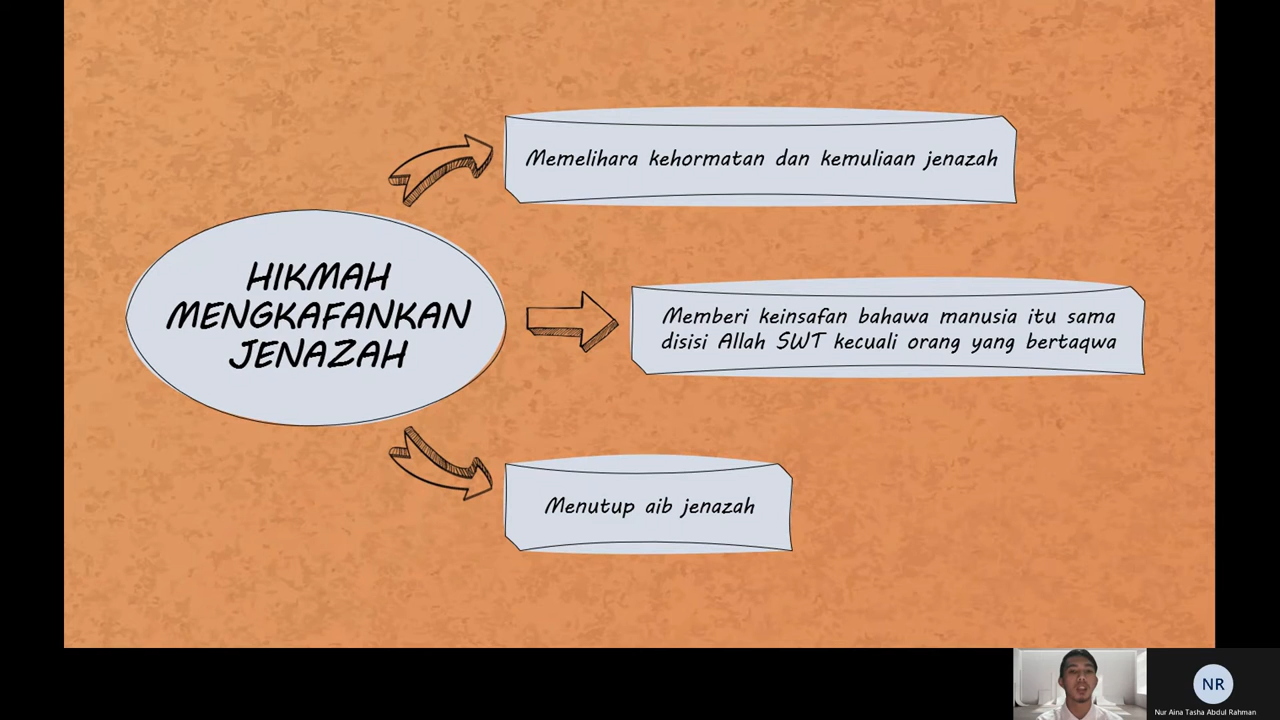 HIKMAH
MENGKAFANKAN
JENAZAH
Memelihara kehormatan dan kemuliaan jenazah
Memberi keinsafan bahawa manusia itu sama
disisi Allah SWT kecuali orang yang bertaqwa
Menutup aib jenazah
NR
Nur Aina Tasha Abdul Rahman